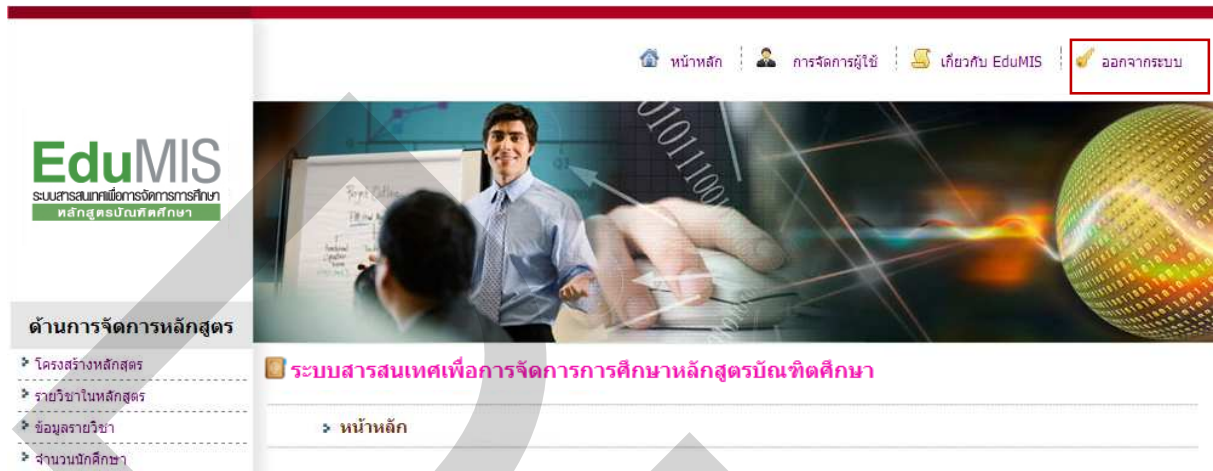 หน้าหลัก การจัดการผู้ใช้ เกี่ยวกับ EduMIS ออกจากระบบ
EduMIS
ระบบสารสนเทศเพื่อการจัดการการศึกษา
หลักสูตรบัณฑิตศึกษา
ด้านการจัดการหลักสูตร
โครงสร้างหลักสูตร
รายวิชาในหลักสูตร
ข้อมูลรายวิชา
จำนวนนักศึกษา
ระบบสารสนเทศเพื่อการจัดการการศึกษาหลักสูตรบัณฑิตศึกษา
หน้าหลัก